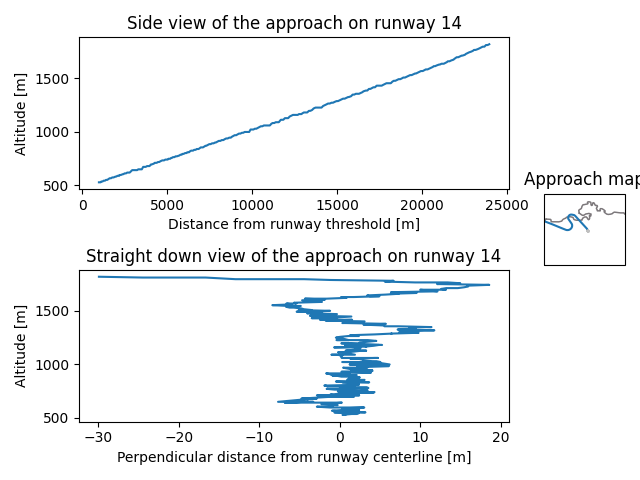 Side view of the approach on runway 14
Altitude [m]
1500
1000
500
0
5000
10000
15000
20000
25000
Distance from runway threshold [m]
Approach map
Straight down view of the approach on runway 14
Altitude [m]
1500
1000
500
−30
−20
−10
0
10
20
Perpendicular distance from runway centerline [m]